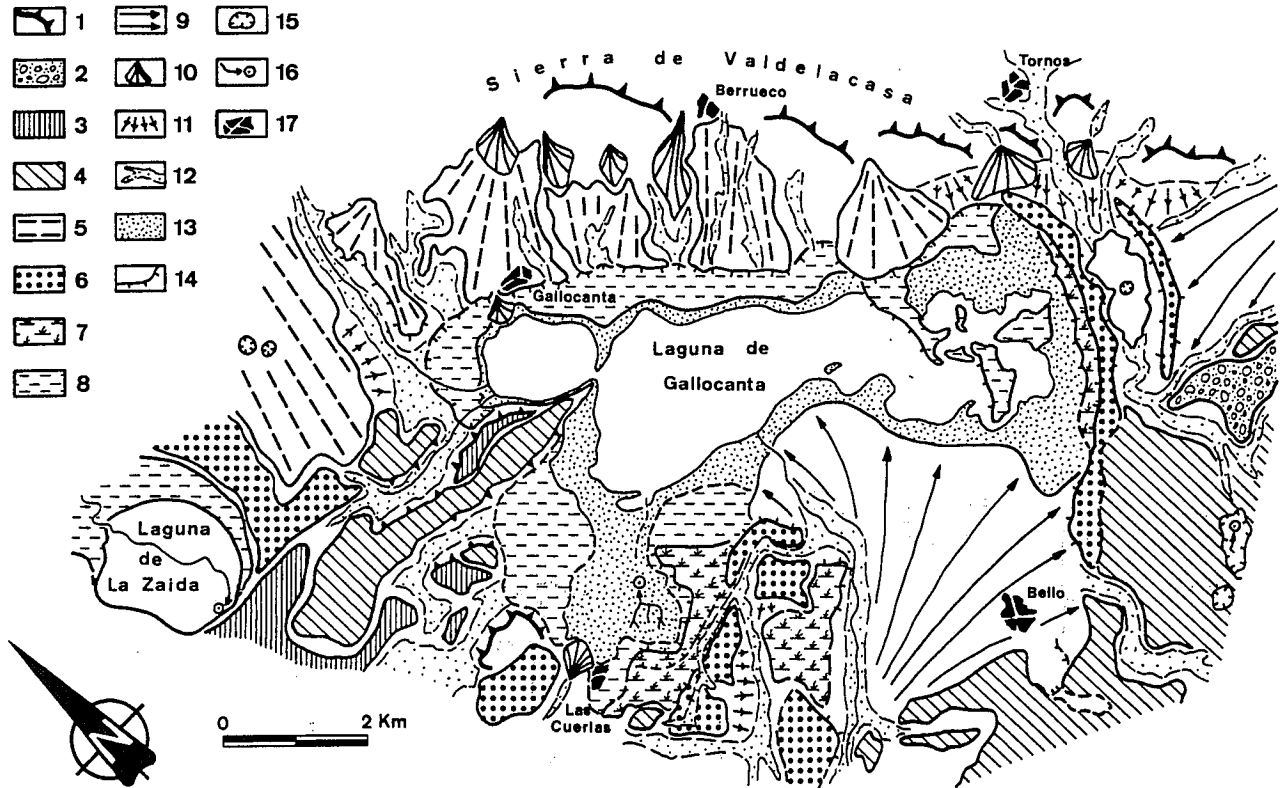 1
2
3
4
5
6
7
8
9
10
11
12
13
14
15
16
17
Sierra de Valdelacasa
Tornos
Berrueco
Gallocanta
Laguna de
Gallocanta
Laguna
de
La Zaida
Bello
Las
Cuerlas
0 2 Km
N